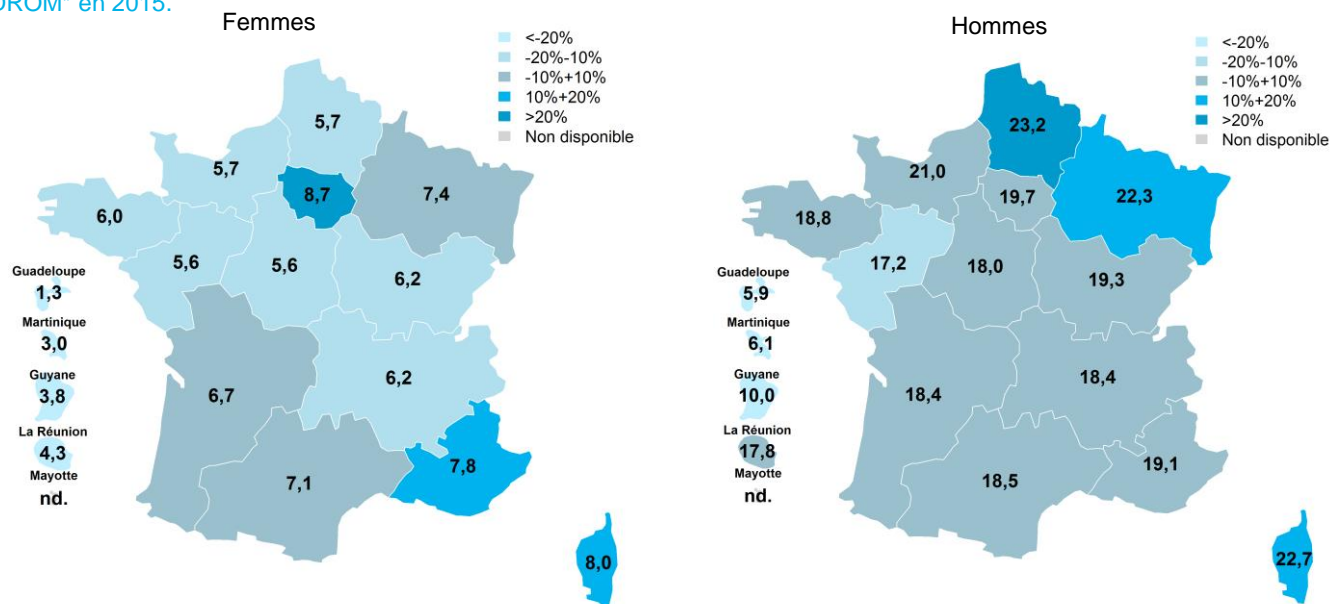 DROM" en 2015.
Femmes
<-20%
-20%-10%
-10%+10%
10%+20%
>20%
Non disponible
5,7
5,7
8,7
7,4
6,0
5,6
5,6
6,2
Guadeloupe
1,3
Martinique
3,0
Guyane
3,8
La Réunion
4,3
Mayotte
nd.
6,7
6,2
7,1
7,8
8,0
Hommes
<-20%
-20%-10%
-10%+10%
10%+20%
>20%
Non disponible
23,2
21,0
19,7
22,3
18,8
17,2
18,0
19,3
Guadeloupe
5,9
Martinique
6,1
Guyane
10,0
La Réunion
17,8
Mayotte
nd.
18,4
18,4
18,5
19,1
22,7